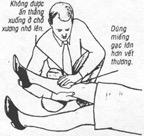 Không được
ấn thẳng
xuống ở chỗ
xương nhô lên.
Dùng
miếng
gạc lớn
hơn vết
thương.